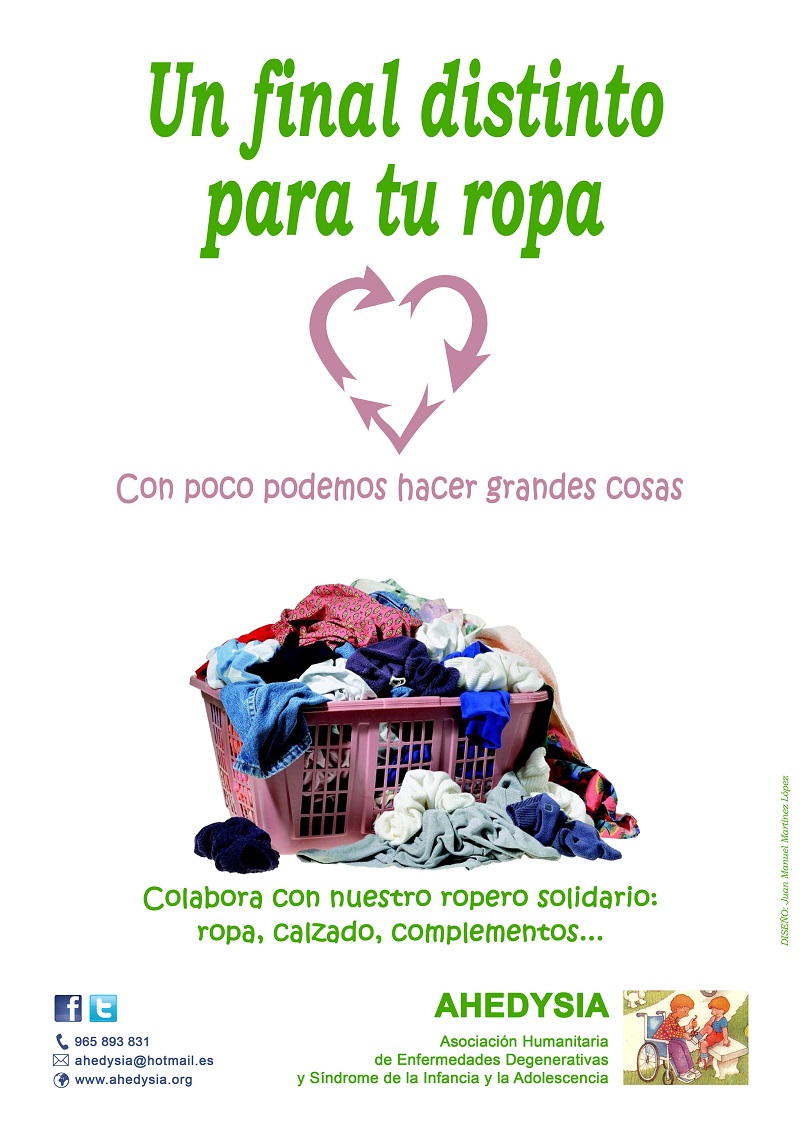 Un final distinto
para tu ropa
Con poco podemos hacer grandes cosas
Colabora con nuestro ropero solidario:
ropa, calzado, complementos...
DISEÑO: Juan Manuel Martínez López
965 893 831
ahedysia@hotmail.es
www.ahedysia.org
AHEDYSIA
Asociación Humanitaria
de Enfermedades Degenerativas
y Síndrome de la Infancia y la Adolescencia